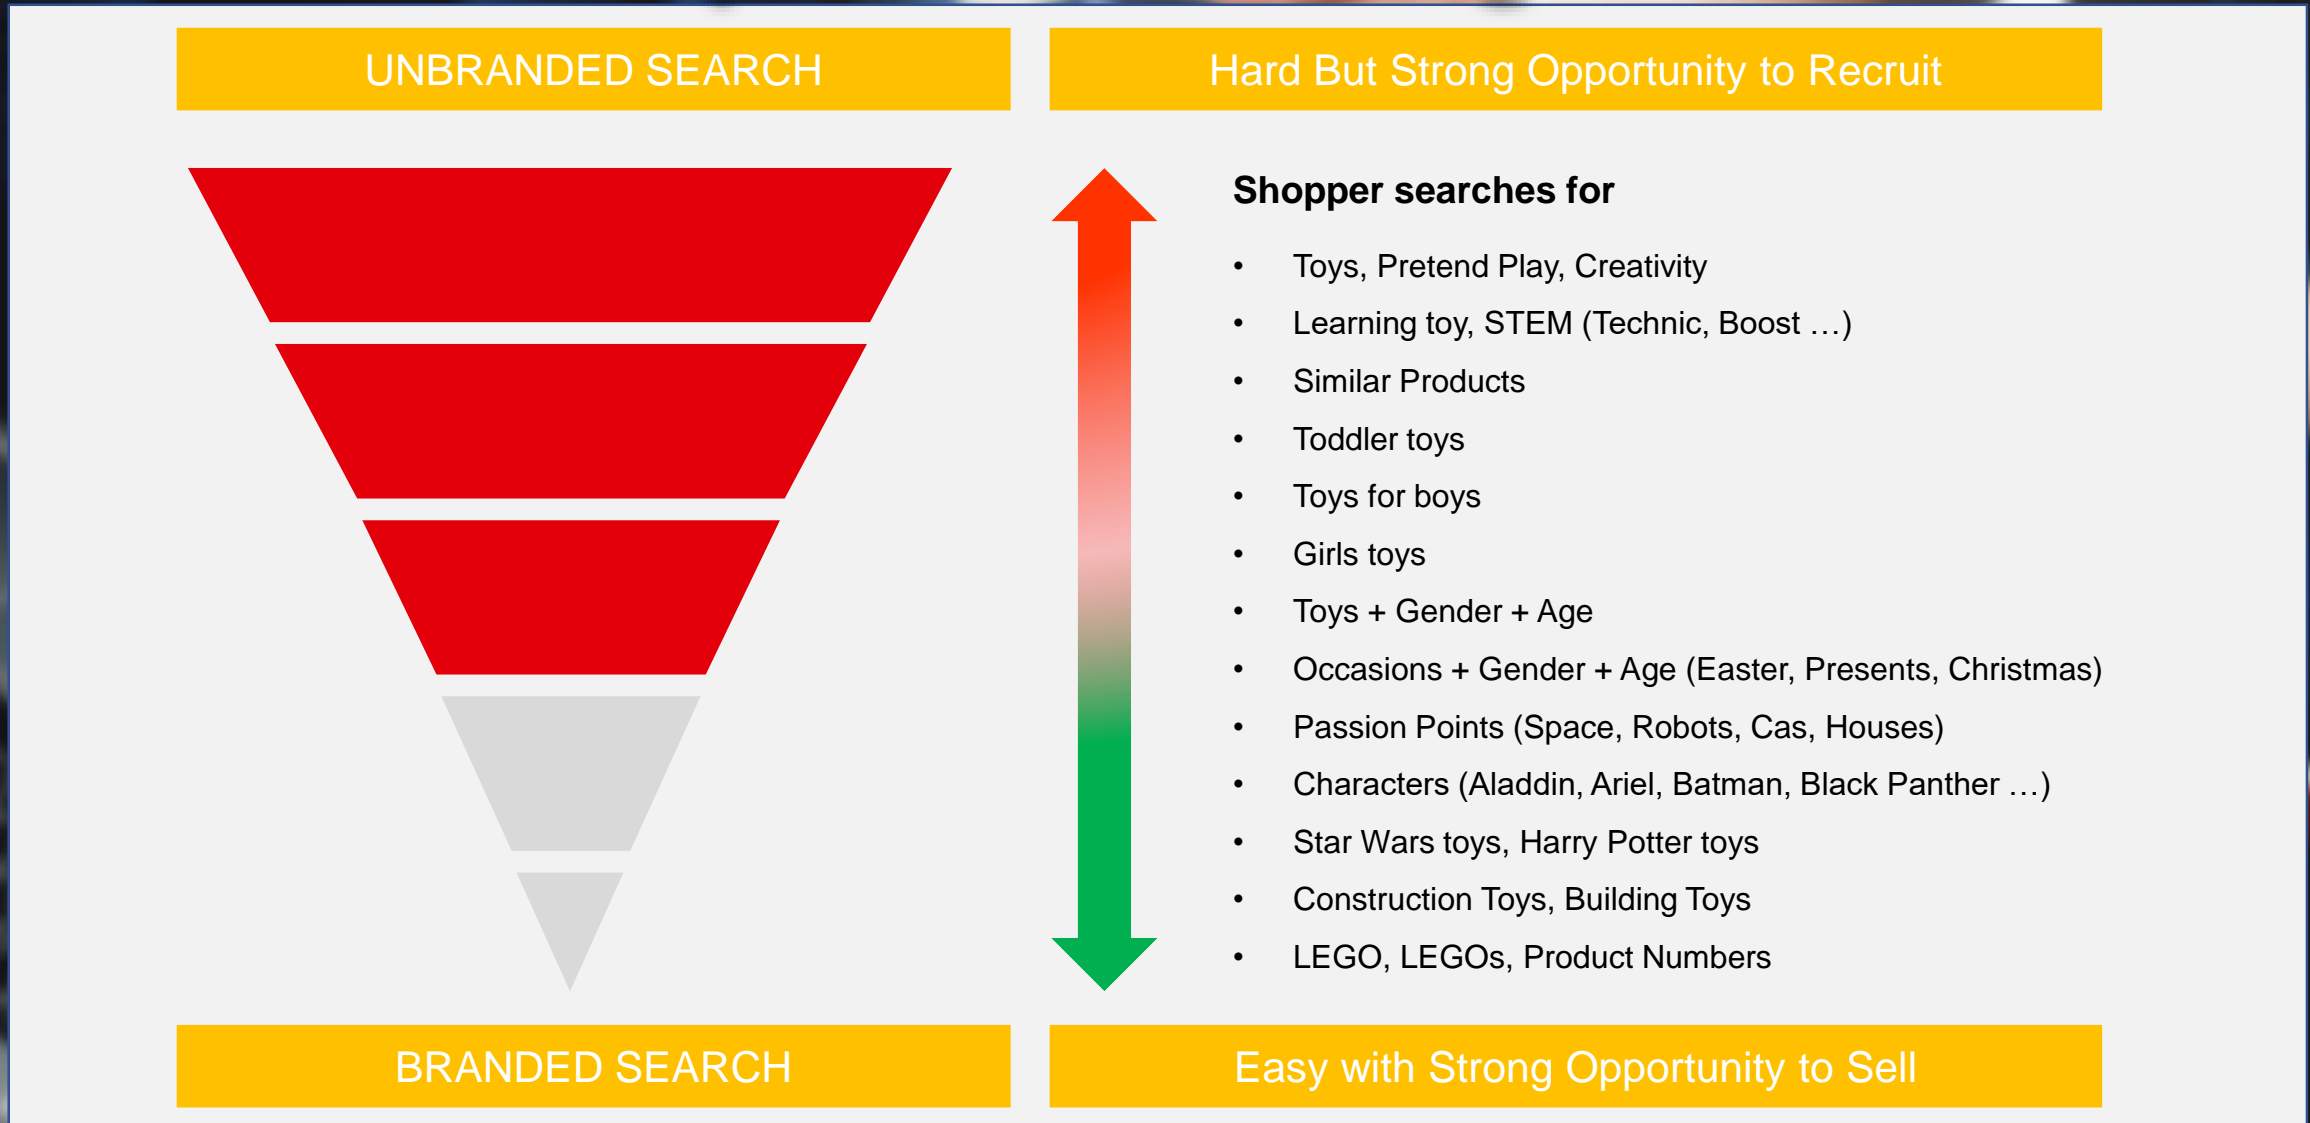 UNBRANDED SEARCH
Hard But Strong Opportunity to Recruit
Shopper searches for
• Toys, Pretend Play, Creativity
• Learning toy, STEM (Technic, Boost …)
• Similar Products
• Toddler toys
• Toys for boys
• Girls toys
• Toys + Gender + Age
• Occasions + Gender + Age (Easter, Presents, Christmas)
• Passion Points (Space, Robots, Cas, Houses)
• Characters (Aladdin, Ariel, Batman, Black Panther …)
• Star Wars toys, Harry Potter toys
• Construction Toys, Building Toys
• LEGO, LEGOs, Product Numbers
BRANDED SEARCH
Easy with Strong Opportunity to Sell